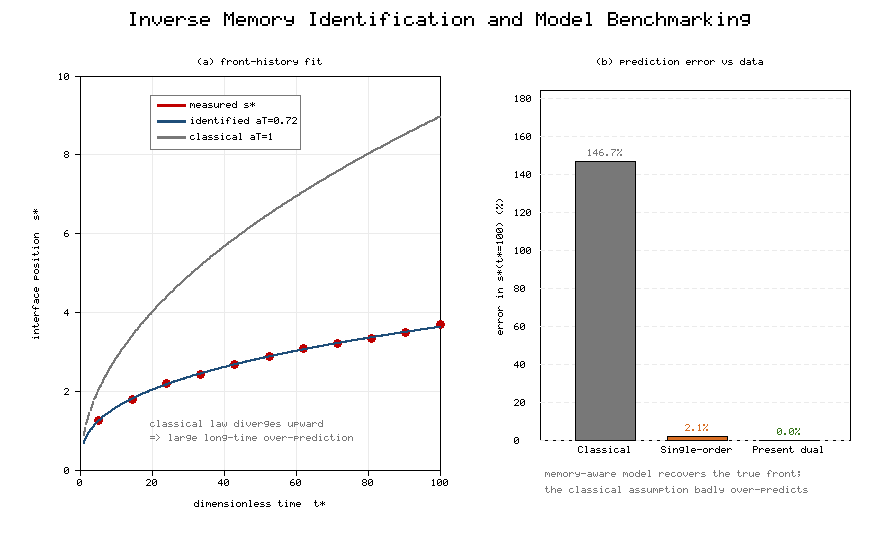 Inverse Memory Identification and Model Benchmarking
(a) front-history fit
10
8
6
4
2
0
measured s*
identified aT=0.72
classical aT=1
classical law diverges upward
=> large long-time over-prediction
interface position s*
0 20 40 60 80 100
dimensionless time t*
(b) prediction error vs data
180
160
140
120
100
80
60
40
20
0
error in s*(t*=100) (%)
146.7%
2.1%
0.0%
Classical Single-order Present dual
memory-aware model recovers the true front;
the classical assumption badly over-predicts